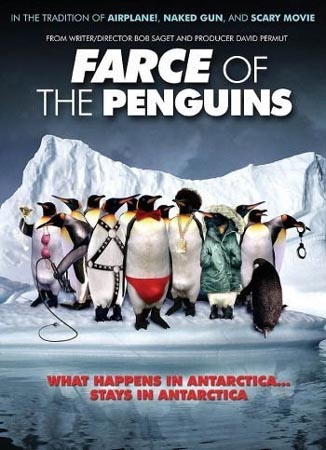 IN THE TRADITION OF AIRPLANE!, NAKED GUN, AND SCARY MOVIE
FROM WRITER/DIRECTOR BOB SAGET AND PRODUCER DAVID PERMUT
FARCE OF
THE PENGUINS
WHAT HAPPENS IN ANTARCTICA...
STAYS IN ANTARCTICA